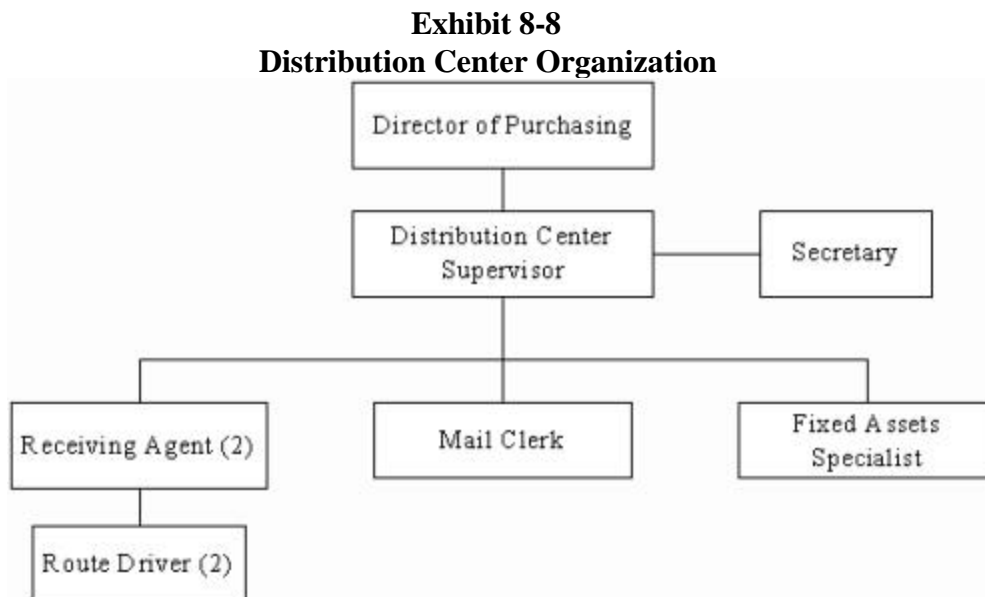 Exhibit 8-8
Distribution Center Organization
Director of Purchasing
Distribution Center
Supervisor
Secretary
Receiving Agent (2)
Mail Clerk
Fixed Assets
Specialist
Route Driver (2)